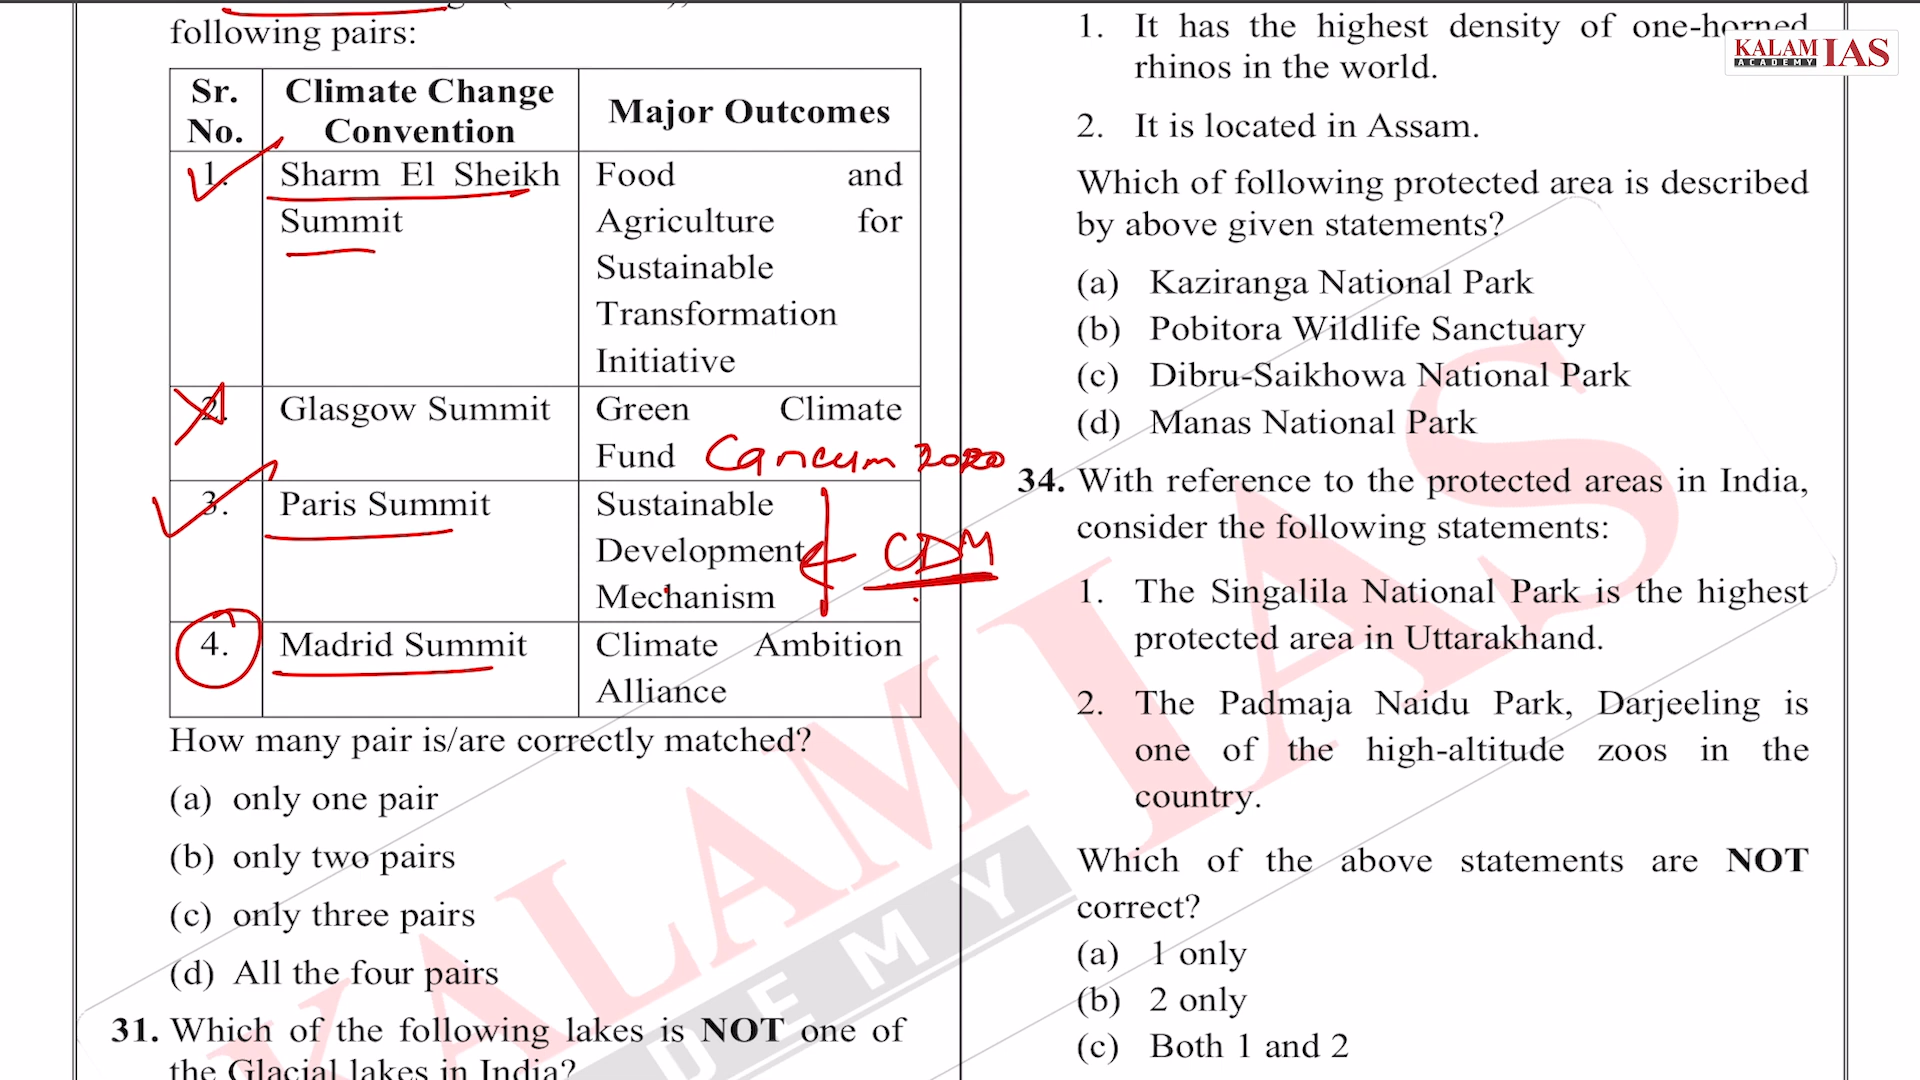 following pairs:
Sr. No.
Climate Change Convention
Major Outcomes
1.
Sharm El Sheikh
Summit
Food and
Agriculture for
Sustainable
Transformation
Initiative
2.
Glasgow Summit
Green Climate
Fund
3.
Paris Summit
Sustainable
Development
Mechanism
CDM
4.
Madrid Summit
Climate Ambition
Alliance
How many pair is/are correctly matched?
(a) only one pair
(b) only two pairs
(c) only three pairs
(d) All the four pairs
31. Which of the following lakes is NOT one of
the Glacial lakes in India?
1. It has the highest density of one-horned
rhinos in the world.
2. It is located in Assam.
Which of following protected area is described
by above given statements?
(a) Kaziranga National Park
(b) Pobitora Wildlife Sanctuary
(c) Dibru-Saikhowa National Park
(d) Manas National Park
34. With reference to the protected areas in India,
consider the following statements:
1. The Singalila National Park is the highest
protected area in Uttarakhand.
2. The Padmaja Naidu Park, Darjeeling is
one of the high-altitude zoos in the
country.
Which of the above statements are NOT
correct?
(a) 1 only
(b) 2 only
(c) Both 1 and 2
KALAM IAS
ACADEMY
KALAM IAS
DEMY